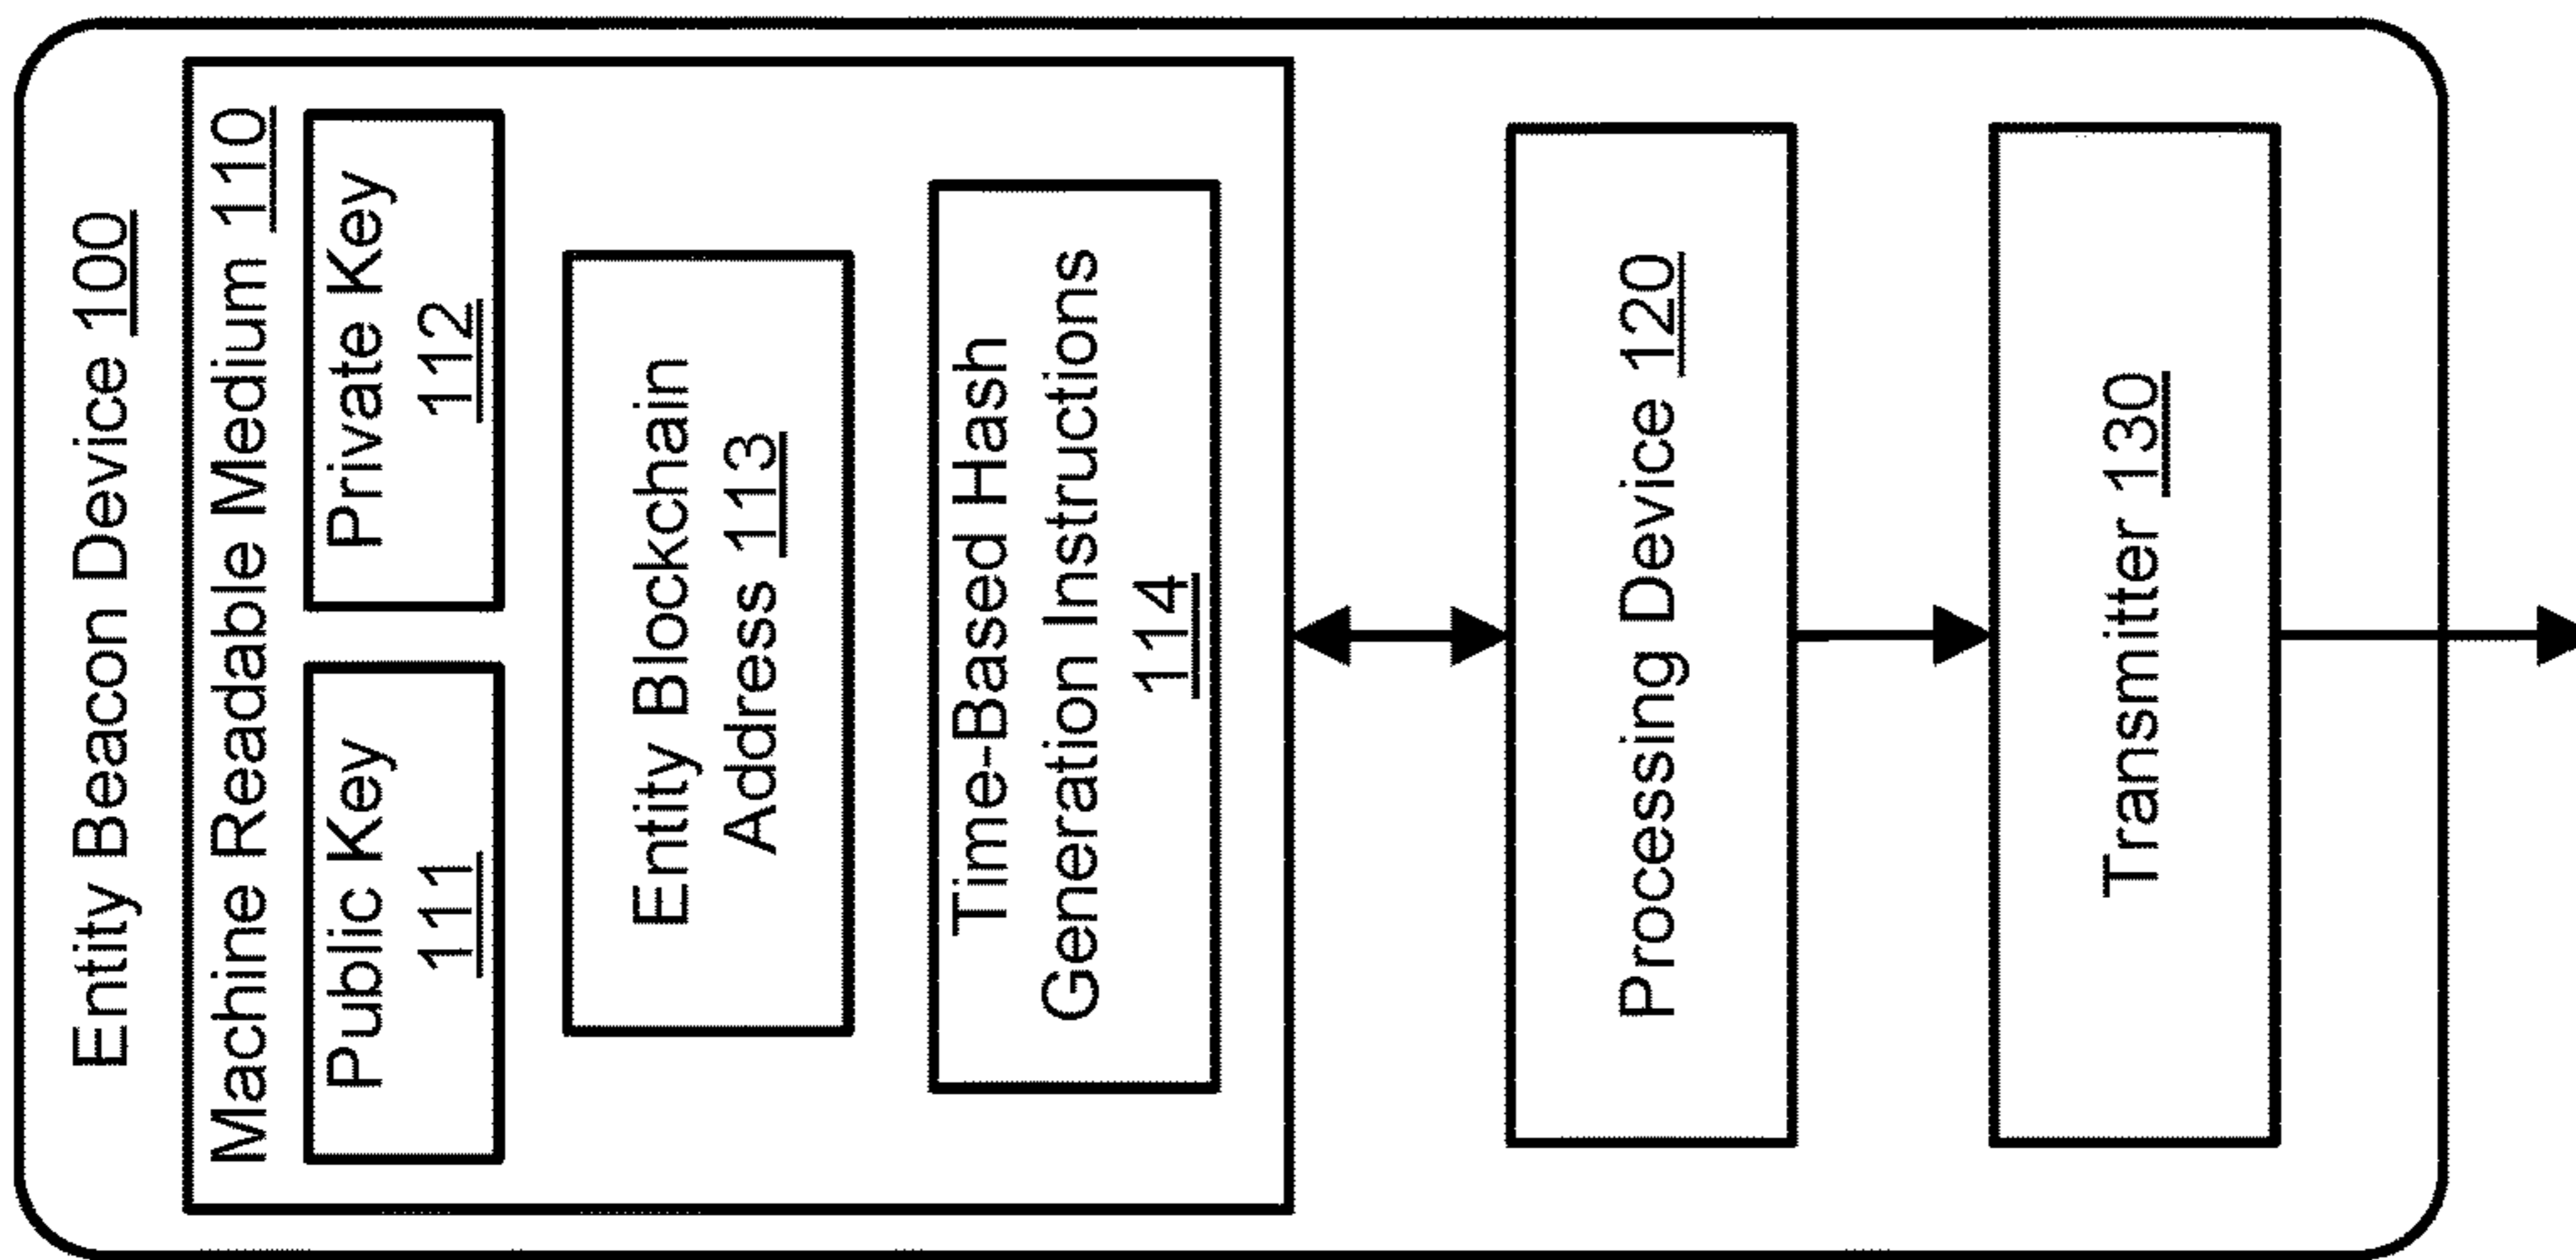 Entity Beacon Device 100
Machine Readable Medium 110
Public Key
111
Private Key
112
Entity Blockchain
Address 113
Time-Based Hash
Generation Instructions
114
Processing Device 120
Transmitter 130